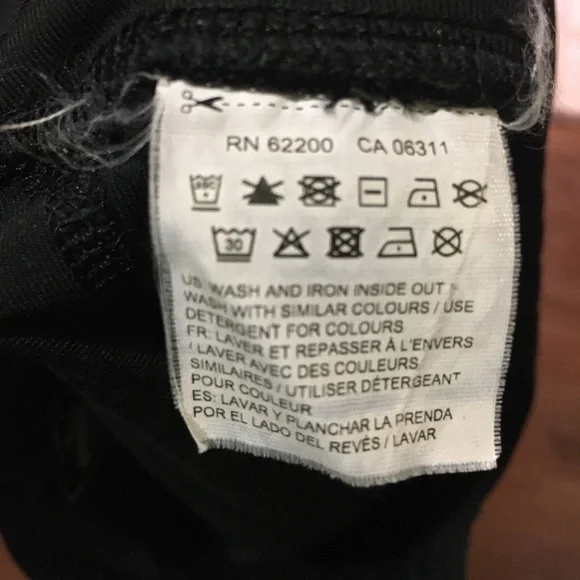 RN 62200 CA 06311
30
US: WASH AND IRON INSIDE OUT
WASH WITH SIMILAR COLOURS / USE
DETERGENT FOR COLOURS
FR: LAVER ET REPASSER À L'ENVERS
/ LAVER AVEC DES COULEURS
SIMILAIRES / UTILISER DÉTERGEANT
POUR COULEUR
ES: LAVAR Y PLANCHAR LA PRENDA
POR EL LADO DEL REVÉS / LAVAR